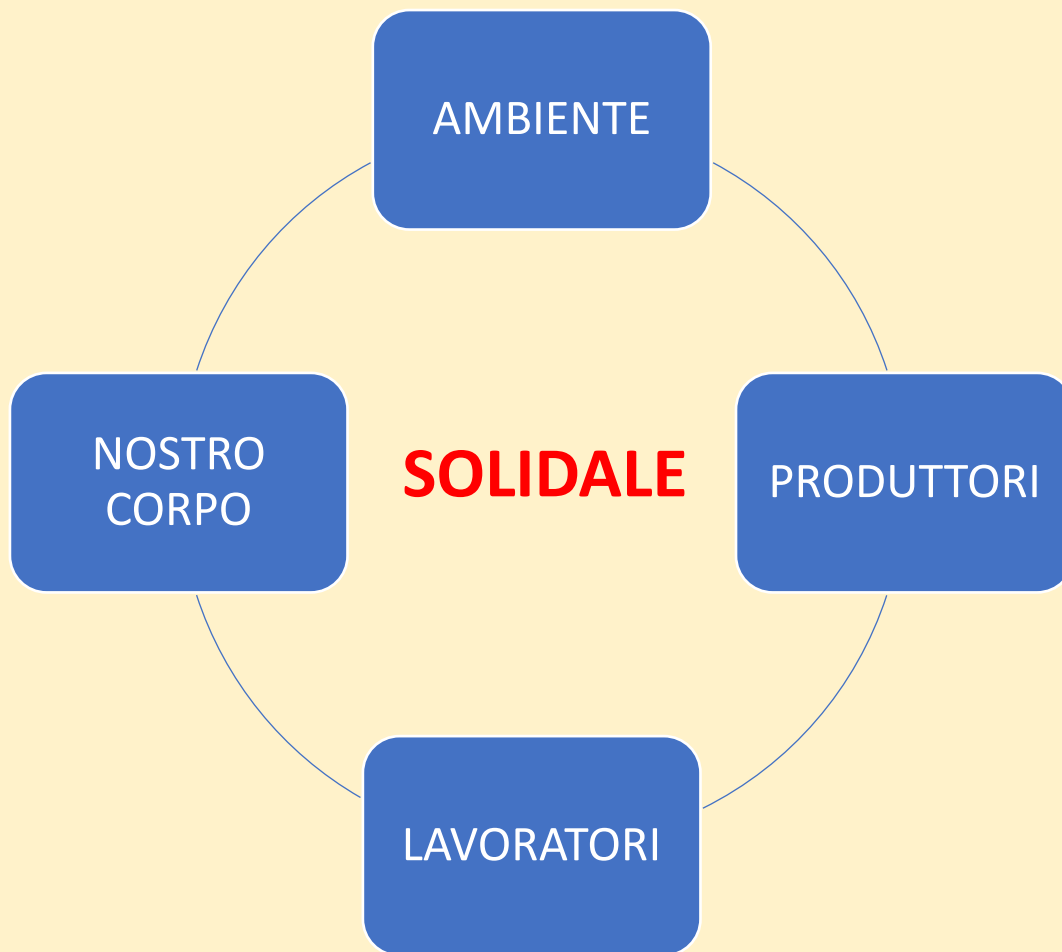 AMBIENTE
NOSTRO
CORPO
SOLIDALE
PRODUTTORI
LAVORATORI